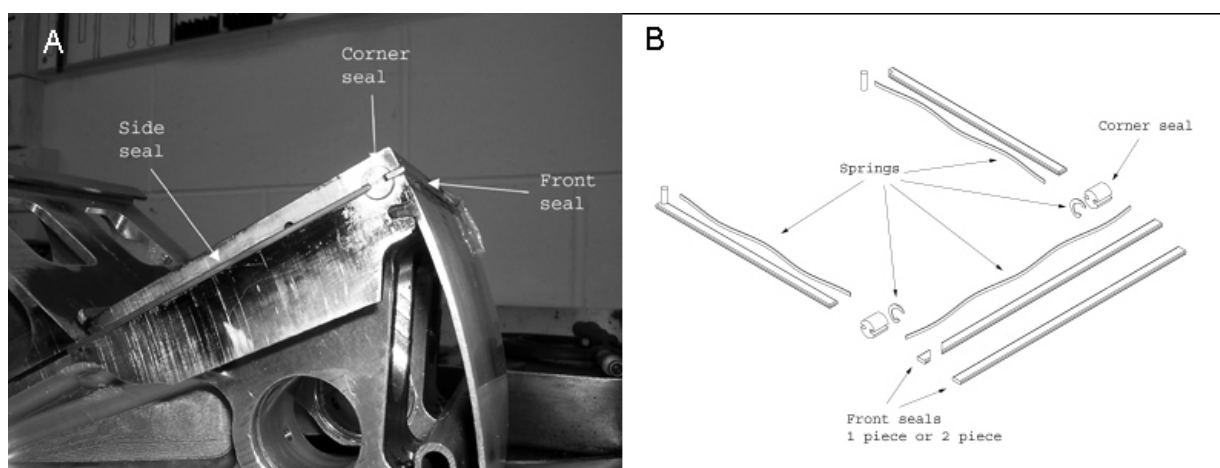 A
Corner
seal
Side
seal
Front
seal
B
Corner seal
Springs
Front seals
1 piece or 2 piece